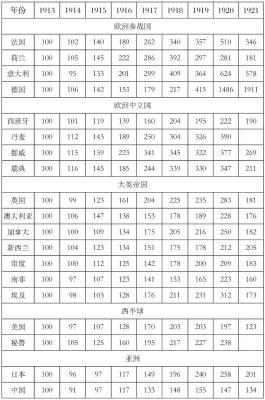 年份 1913 1914 1915 1916 1917 1918 1919 1920 1921
欧洲参战国
法国 100 102 140 189 262 340 357 510 346
荷兰 100 105 145 222 286 392 297 281 181
意大利 100 95 133 201 299 409 364 624 578
德国 100 106 142 153 179 217 415 1486 1911
欧洲中立国
西班牙 100 101 119 139 160 204 195 222 190
丹麦 100 112 143 189 250 304 326 390
挪威 100 115 159 223 341 345 322 377 269
瑞典 100 116 145 185 244 339 330 347 211
大英帝国
英国 100 99 123 161 204 225 235 283 181
澳大利亚 100 106 147 138 153 178 189 228 176
加拿大 100 100 109 134 175 205 216 250 182
新西兰 100 104 123 134 151 175 178 212 205
印度 100 100 112 125 142 178 200 209 183
南非 100 97 107 123 141 153 165 223 160
埃及 100 98 103 128 176 211 231 312 173
西半球
美国 100 97 107 128 170 203 203 197 123
秘鲁 100 105 125 160 195 217 227 238
亚洲
日本 100 96 97 117 149 196 240 258 201
中国 100 91 97 117 133 148 155 147 134